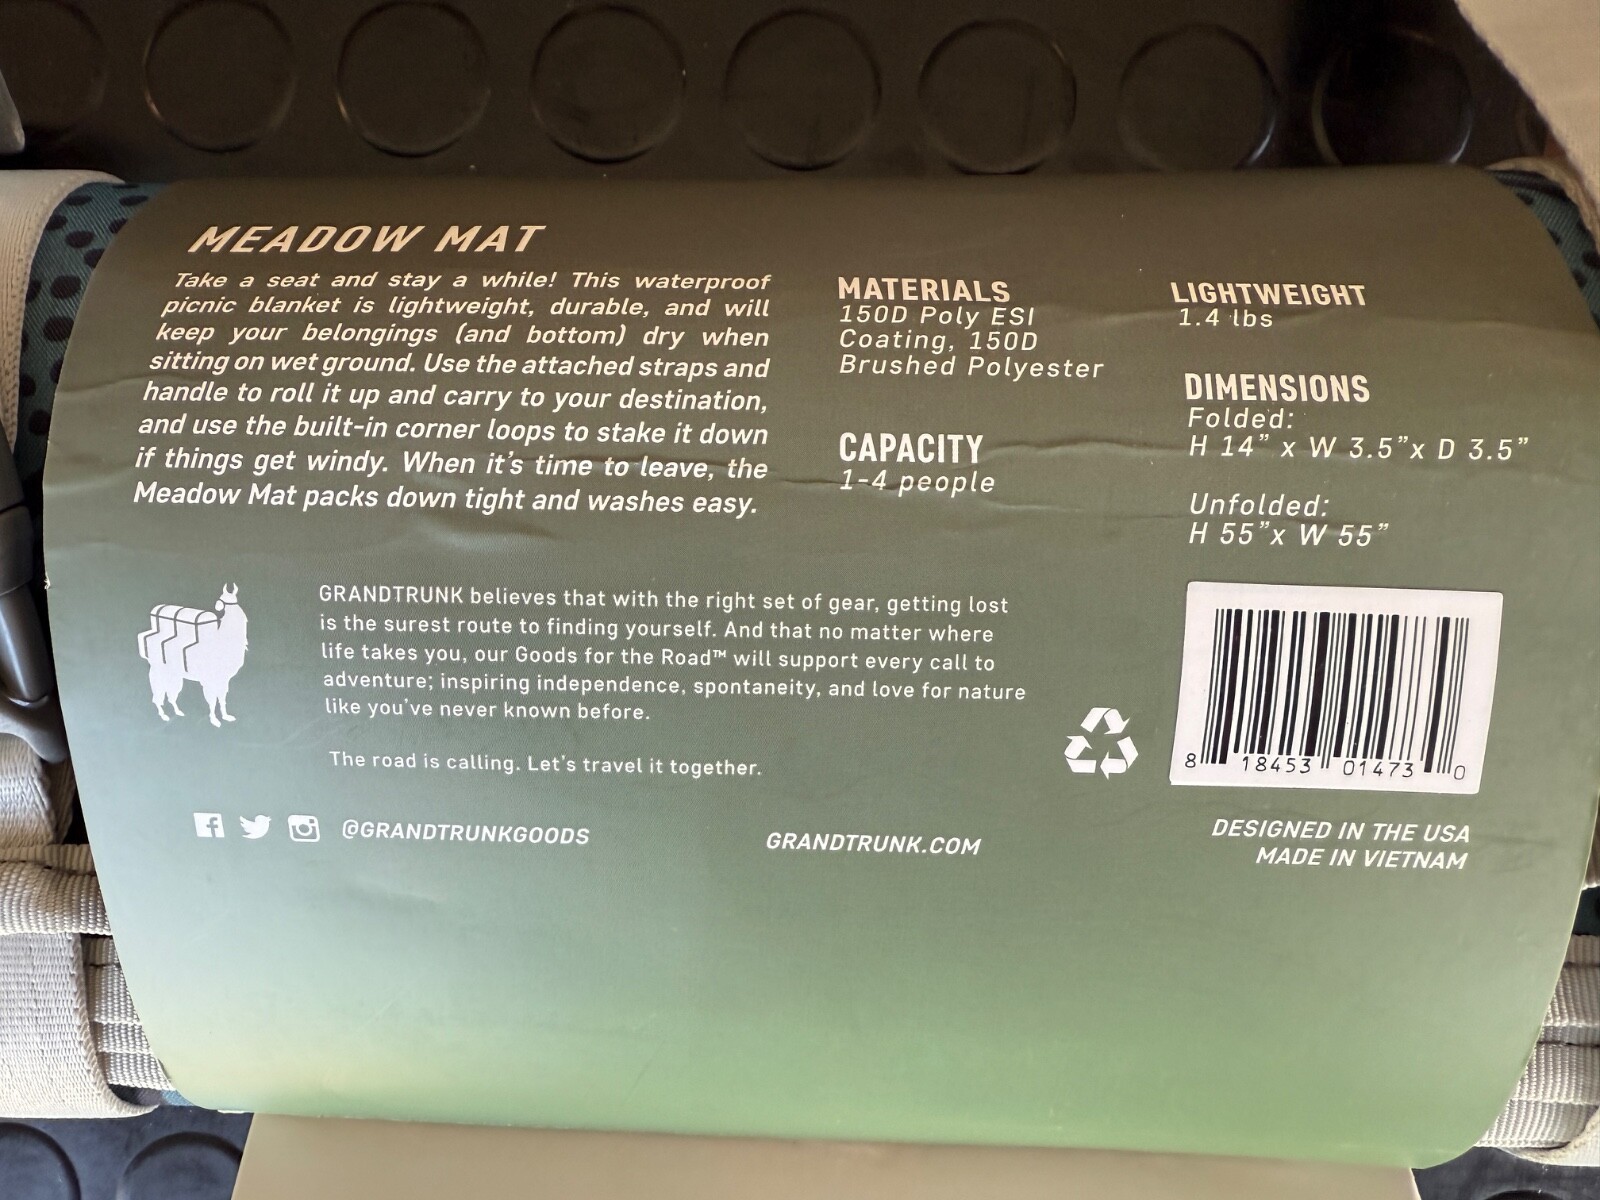 MEADOW MAT
Take a seat and stay a while! This waterproof
picnic blanket is lightweight, durable, and will
keep your belongings (and bottom) dry when
sitting on wet ground. Use the attached straps and
handle to roll it up and carry to your destination,
and use the built-in corner loops to stake it down
if things get windy. When it's time to leave, the
Meadow Mat packs down tight and washes easy.
MATERIALS
150D Poly ESI
Coating, 150D
Brushed Polyester
CAPACITY
1-4 people
LIGHTWEIGHT
1.4 lbs
DIMENSIONS
Folded:
H 14” x W 3.5”x D 3.5”
Unfolded:
H 55”x W 55”
GRANDTRUNK believes that with the right set of gear, getting lost
is the surest route to finding yourself. And that no matter where
life takes you, our Goods for the Road™ will support every call to
adventure; inspiring independence, spontaneity, and love for nature
like you've never known before.
The road is calling. Let's travel it together.
8 18453 01473 0
@GRANDTRUNKGOODS
GRANDTRUNK.COM
DESIGNED IN THE USA
MADE IN VIETNAM